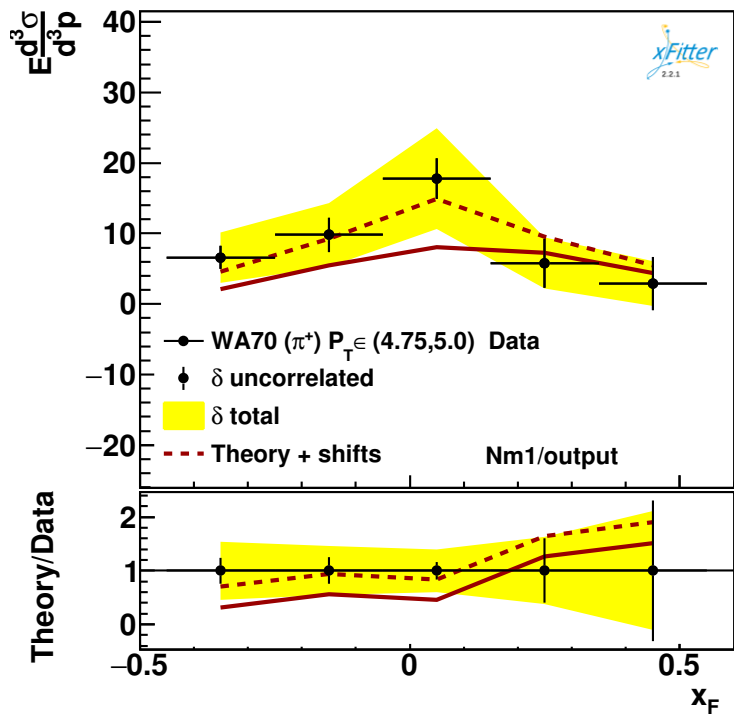 E d³σ/d³p
40
30
20
10
0
−10
−20
xFitter
2.2.1
WA70 (π⁺) P_T∈ (4.75,5.0) Data
δ uncorrelated
δ total
Theory + shifts
Nm1/output
Theory/Data
2
1
0
−0.5 0 0.5
x_F